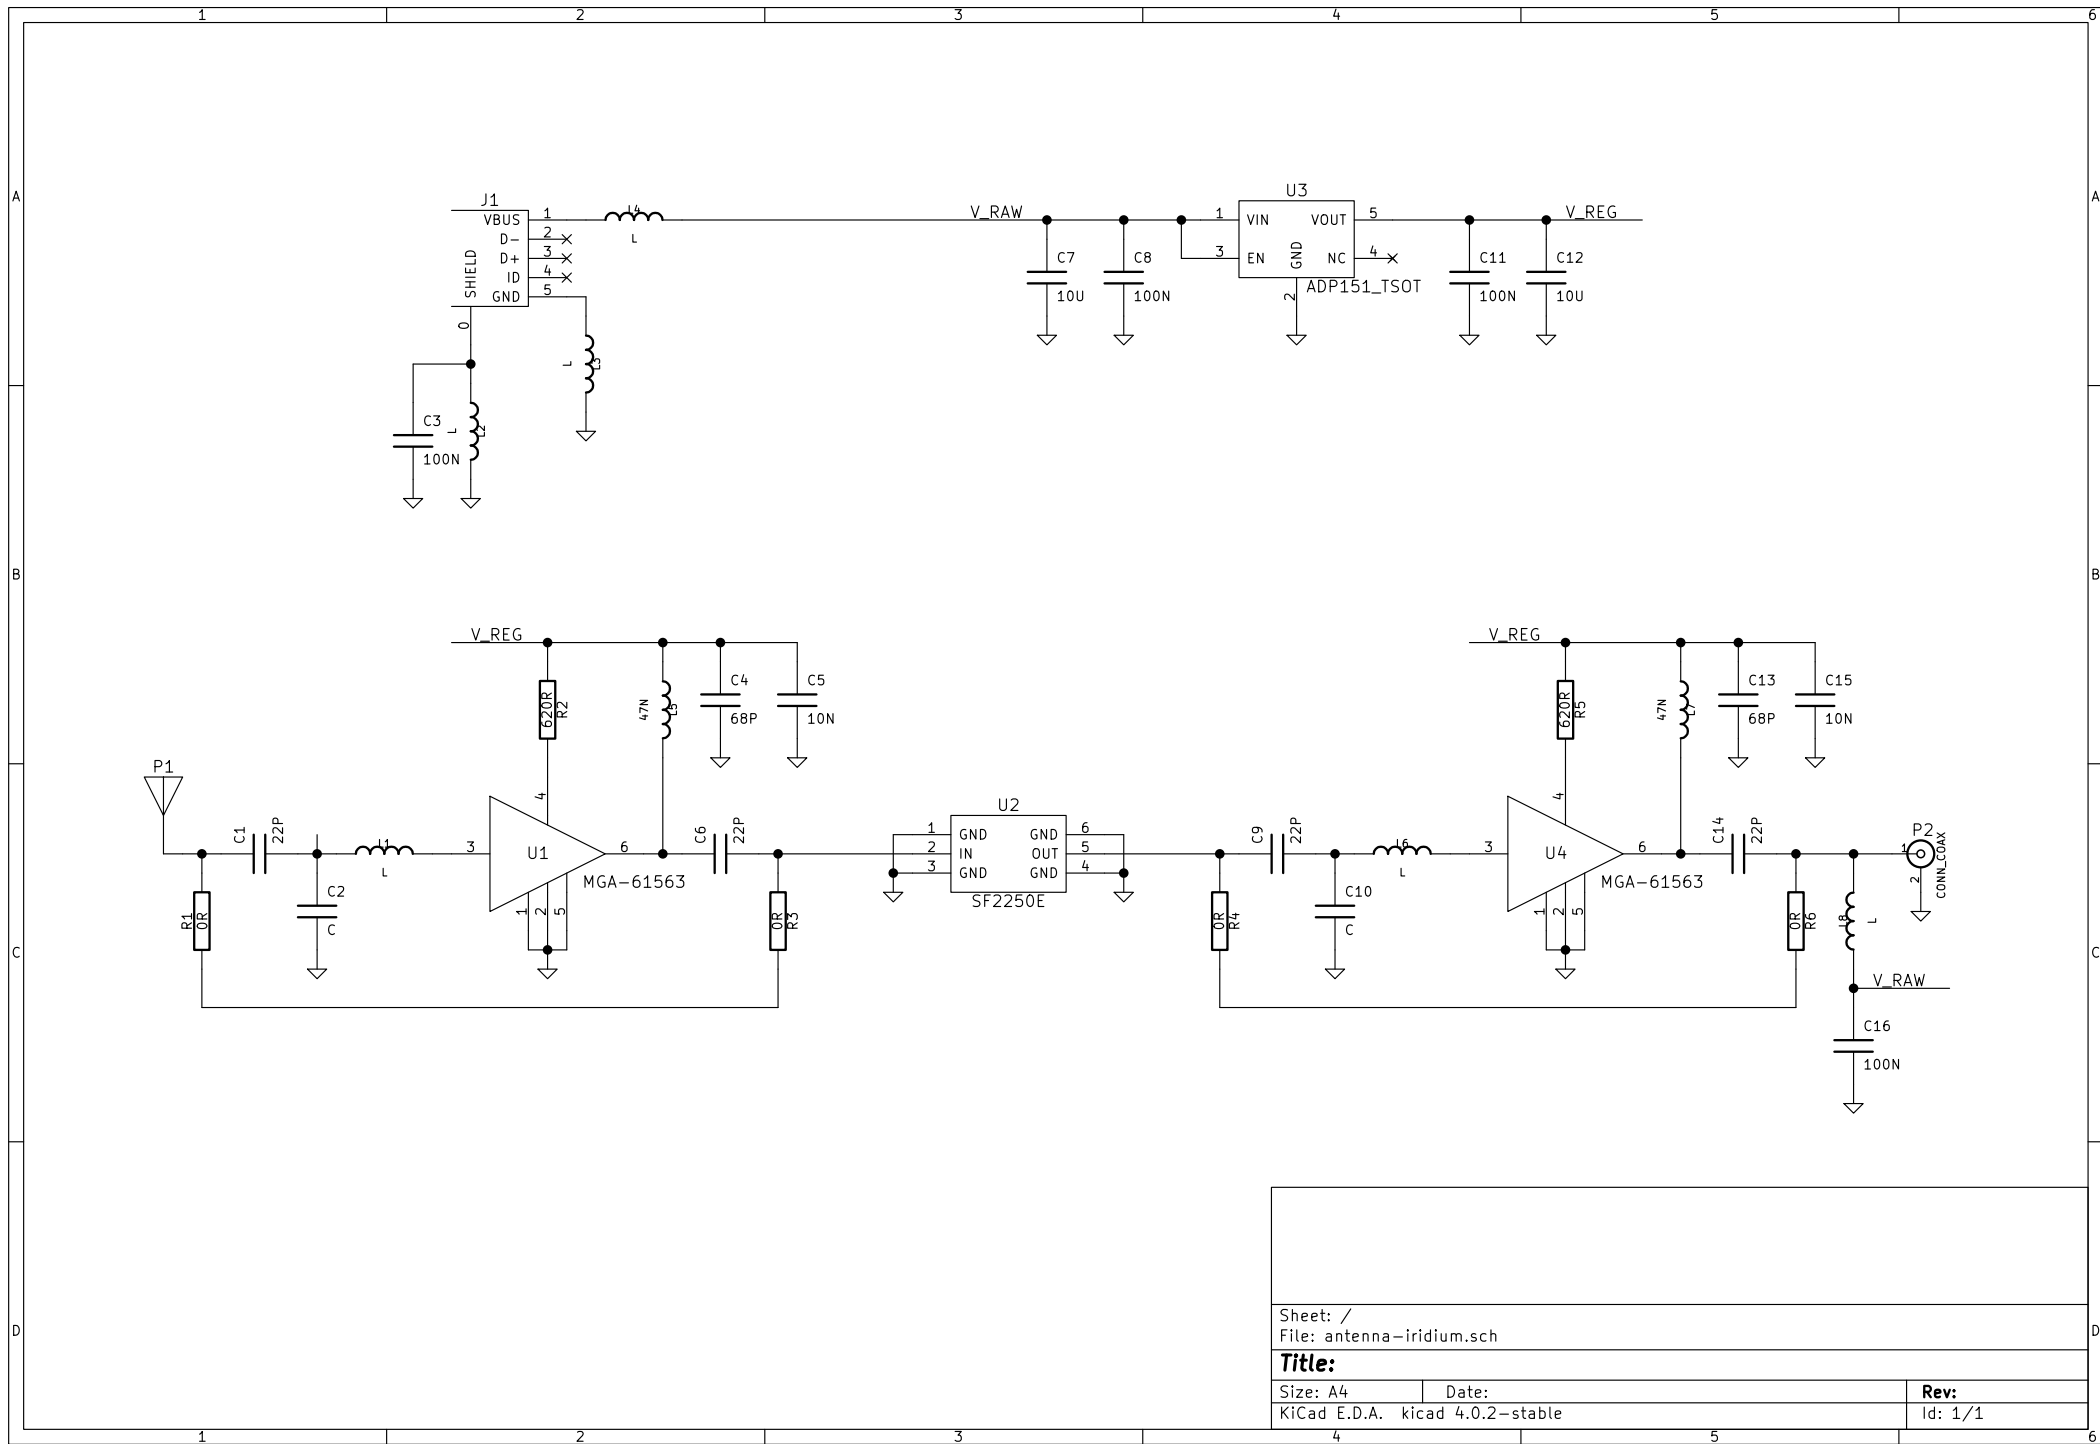 1 2 3 4 5 6
A A
J1
VBUS 1
D- 2
D+ 3
ID 4
GND 5
SHIELD
0
L4
L
V_RAW
U3
1 VIN VOUT 5
3 EN NC 4
GND
2
ADP151_TSOT
V_REG
C7
10U
C8
100N
C11
100N
C12
10U
L
L3
C3
100N
L
L2
B B
V_REG
620R
R2
47N
L5
C4
68P
C5
10N
V_REG
620R
R5
47N
L7
C13
68P
C15
10N
P1
C1
22P
L1
L
C2
C
R1
0R
3 U1 6
4
1 2 5
MGA-61563
C6
22P
0R
R3
U2
1 GND GND 6
2 IN OUT 5
3 GND GND 4
SF2250E
C9
22P
L6
L
C10
C
0R
R4
3 U4 6
4
1 2 5
MGA-61563
C14
22P
0R
R6
L8
L
P2
1
2
CONN_COAX
V_RAW
C16
100N
C C
Sheet: /
File: antenna-iridium.sch
Title:
Size: A4 Date: Rev:
KiCad E.D.A. kicad 4.0.2-stable Id: 1/1
D D
1 2 3 4 5 6